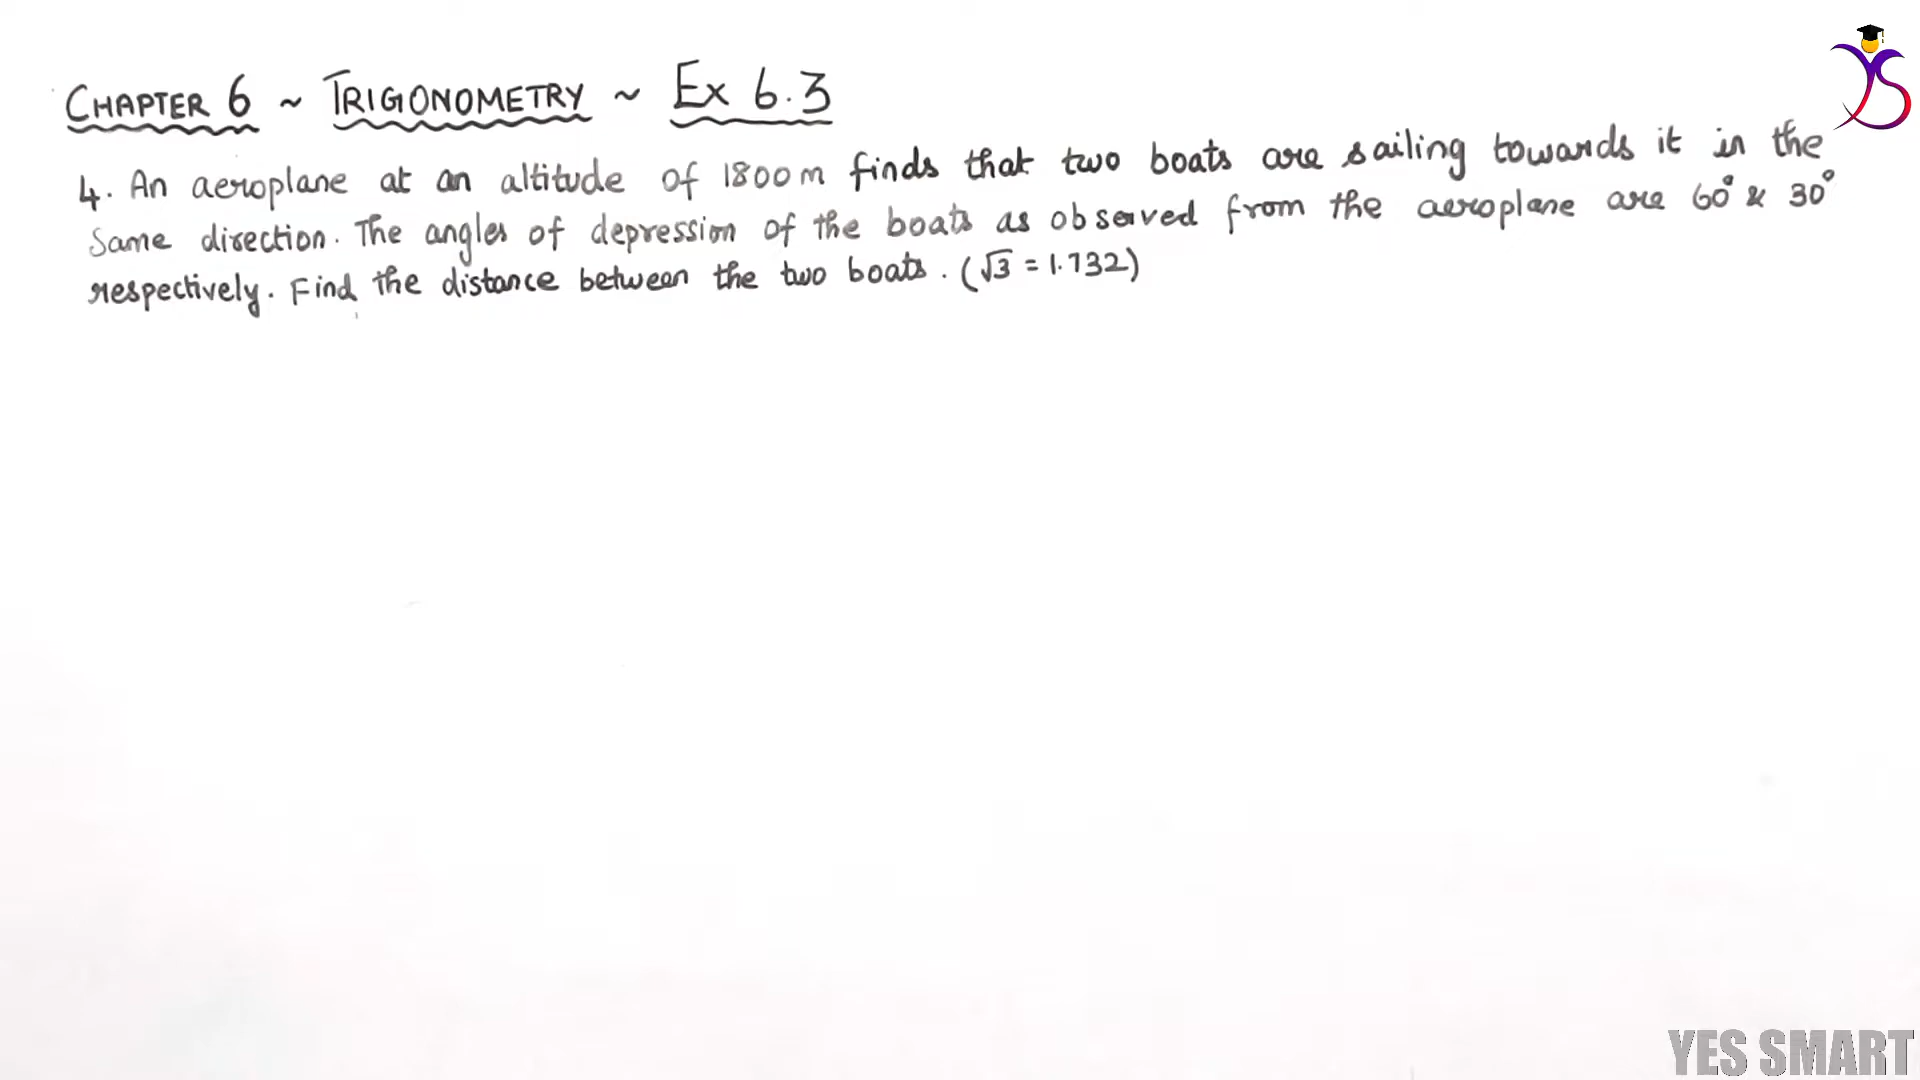 CHAPTER 6 ~ TRIGONOMETRY ~ Ex 6.3
4. An aeroplane at an altitude of 1800m finds that two boats are sailing towards it in the
same direction. The angles of depression of the boats as observed from the aeroplane are 60° & 30°
respectively. Find the distance between the two boats. (√3 = 1.732)
YS
YES SMART